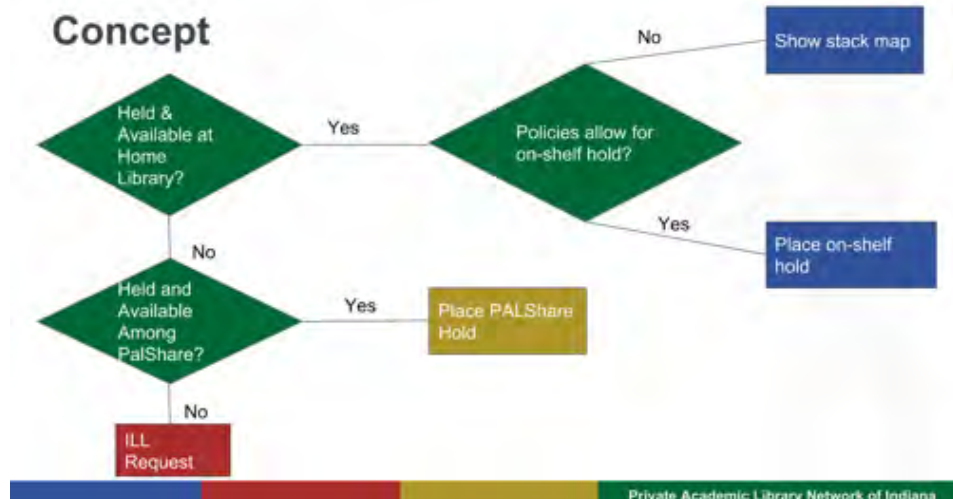 Concept
Held &
Available at
Home
Library?
Yes
Policies allow for
on-shelf hold?
No
Show stack map
Yes
Place on-shelf
hold
No
Held and
Available
Among
PalShare?
Yes
Place PALShare
Hold
No
ILL
Request
Private Academic Library Network of Indiana